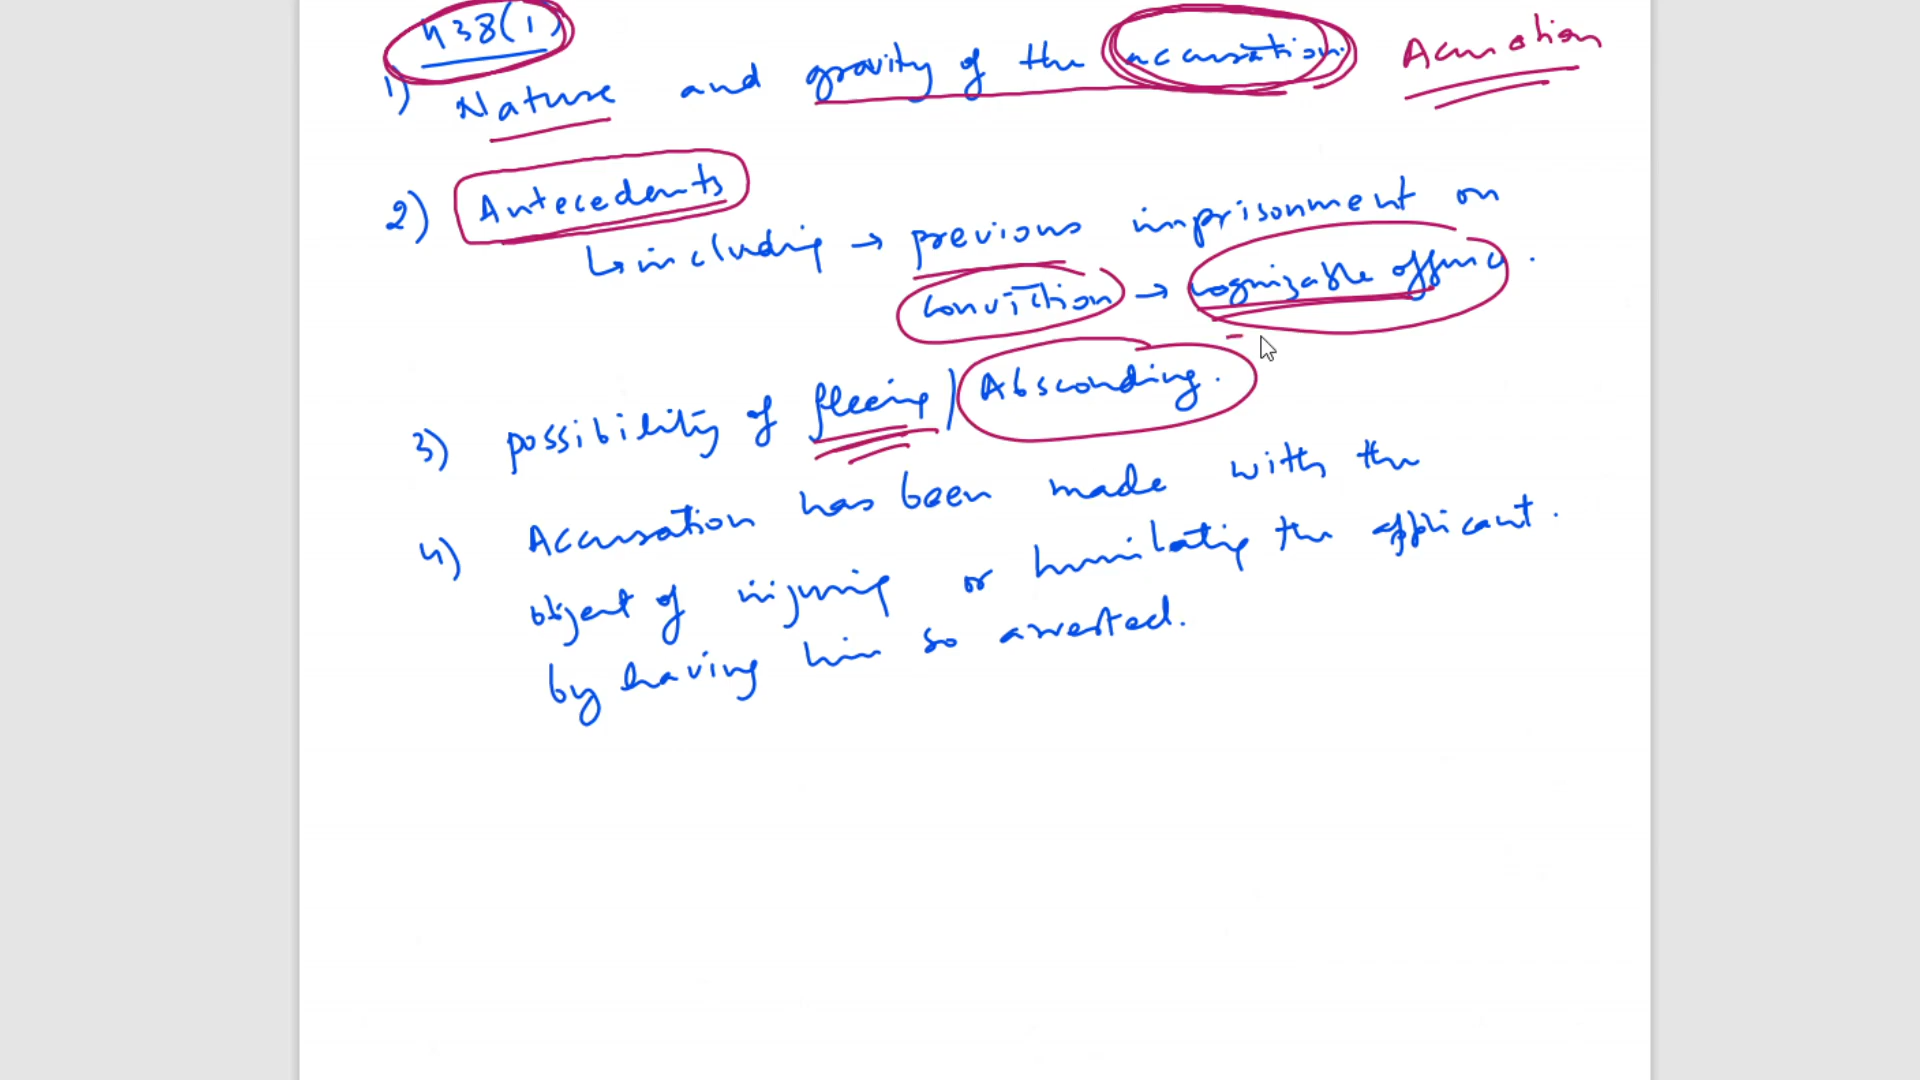 438(1)
1) Nature and gravity of the accusation. Accusation
2) Antecedents
↳ including → previous imprisonment on
conviction → cognizable offence.
3) possibility of fleeing / Absconding.
4) Accusation has been made with the
object of injuring or humilating the applicant.
by having him so arrested.